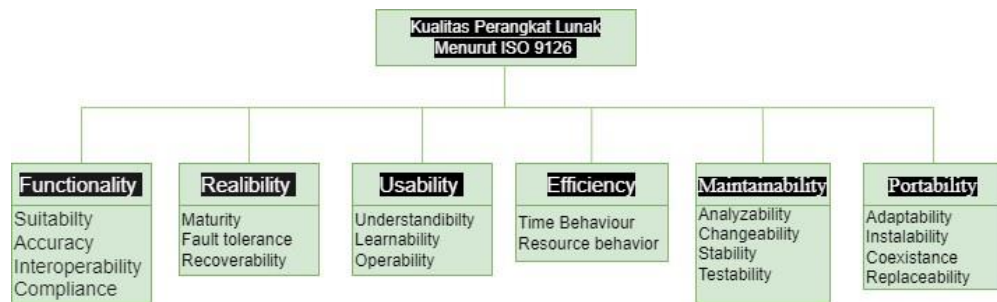 Kualitas Perangkat Lunak
Menurut ISO 9126
Functionality
Suitabilty
Accuracy
Interoperability
Compliance
Realibility
Maturity
Fault tolerance
Recoverability
Usability
Understandibilty
Learnability
Operability
Efficiency
Time Behaviour
Resource behavior
Maintainability
Analyzability
Changeability
Stability
Testability
Portability
Adaptability
Instalability
Coexistance
Replaceability